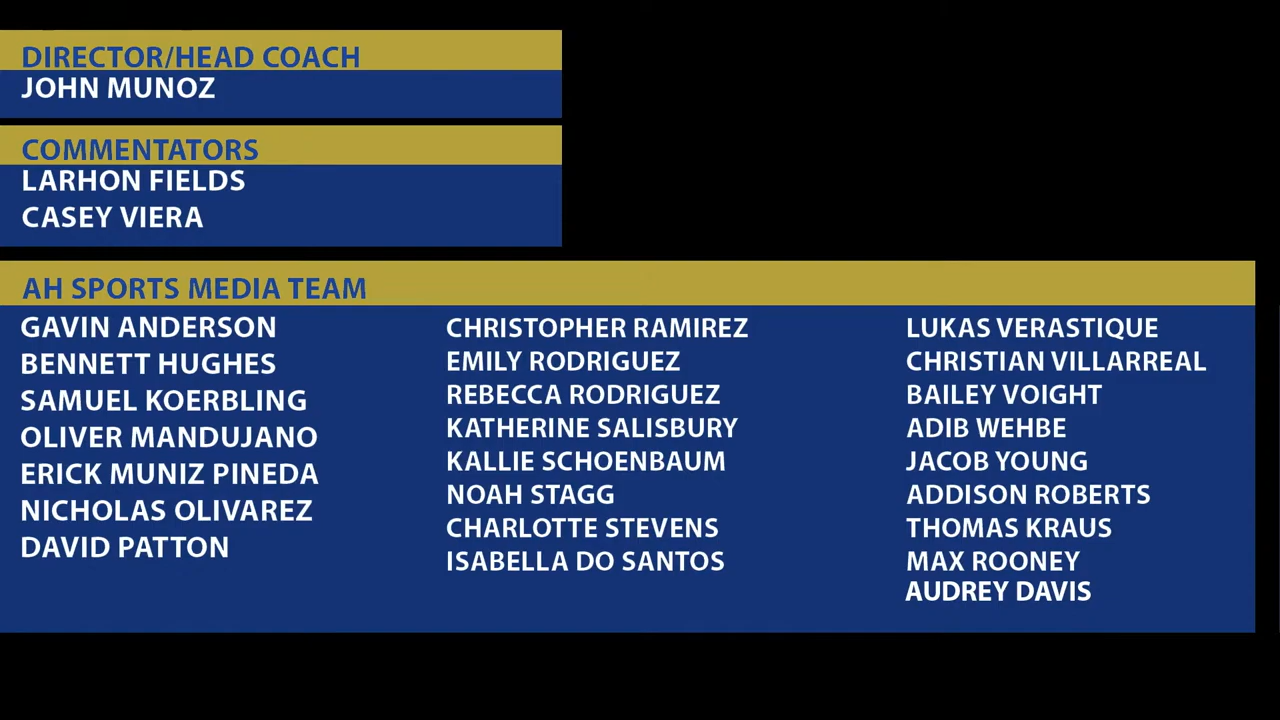 DIRECTOR/HEAD COACH
JOHN MUNOZ
COMMENTATORS
LARHON FIELDS
CASEY VIERA
AH SPORTS MEDIA TEAM
GAVIN ANDERSON
BENNETT HUGHES
SAMUEL KOERBLING
OLIVER MANDUJANO
ERICK MUNIZ PINEDA
NICHOLAS OLIVAREZ
DAVID PATTON
CHRISTOPHER RAMIREZ
EMILY RODRIGUEZ
REBECCA RODRIGUEZ
KATHERINE SALISBURY
KALLIE SCHOENBAUM
NOAH STAGG
CHARLOTTE STEVENS
ISABELLA DO SANTOS
LUKAS VERASTIQUE
CHRISTIAN VILLARREAL
BAILEY VOIGHT
ADIB WEHBE
JACOB YOUNG
ADDISON ROBERTS
THOMAS KRAUS
MAX ROONEY
AUDREY DAVIS